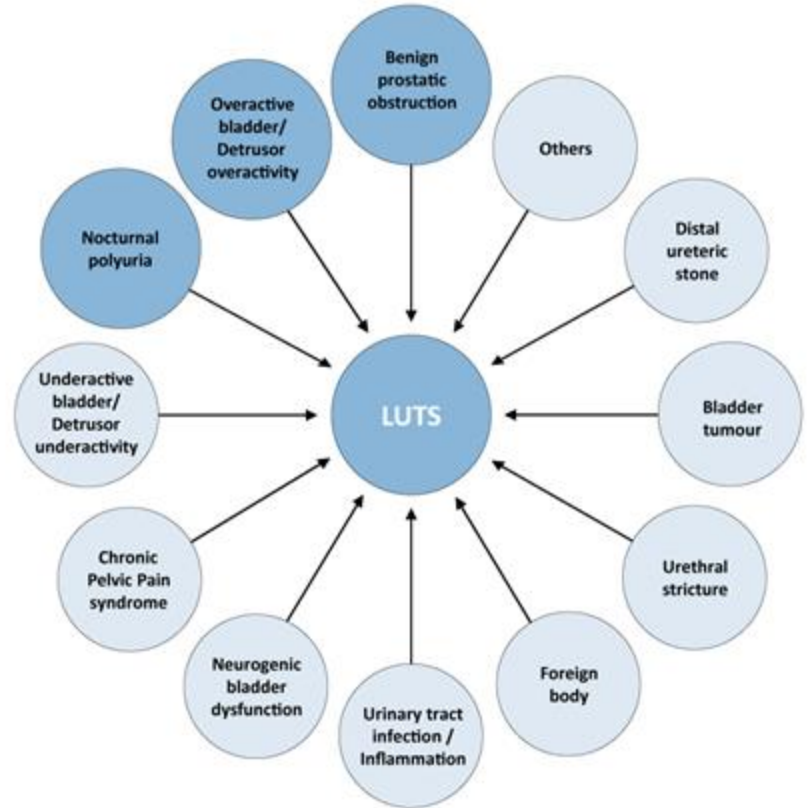 Benign
prostatic
obstruction
Others
Distal
ureteric
stone
Bladder
tumour
Urethral
stricture
Foreign
body
Urinary tract
infection /
Inflammation
Neurogenic
bladder
dysfunction
Chronic
Pelvic Pain
syndrome
Underactive
bladder/
Detrusor
underactivity
Nocturnal
polyuria
Overactive
bladder/
Detrusor
overactivity
LUTS